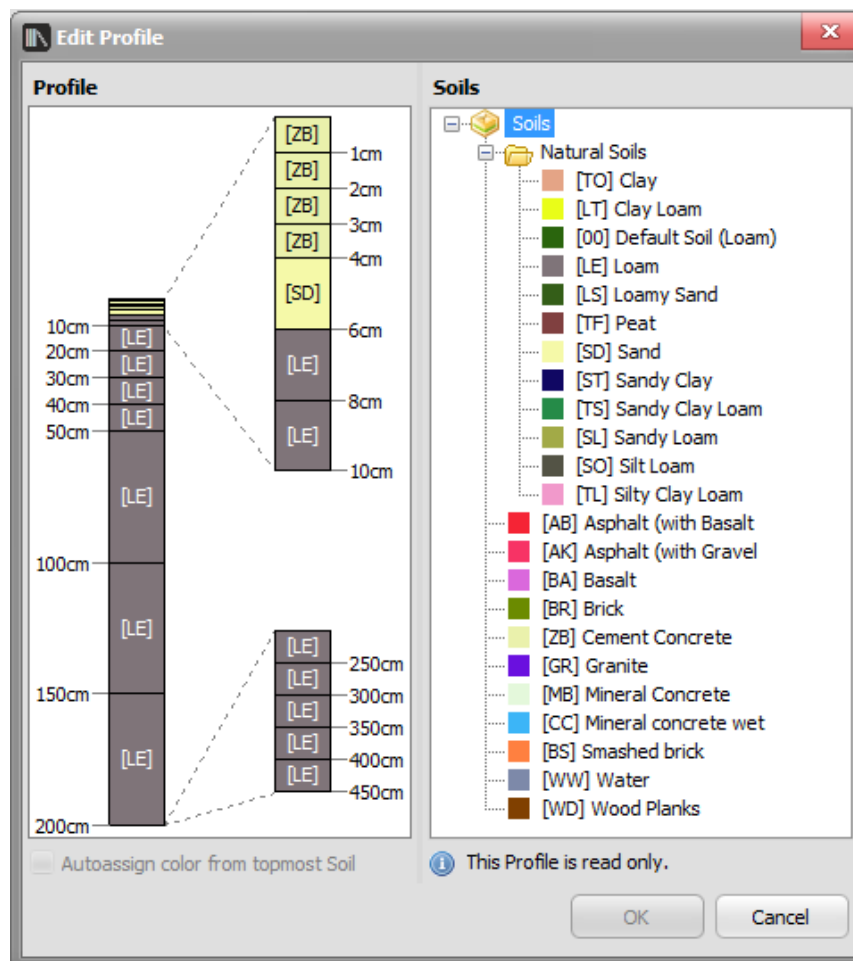 Edit Profile
Profile
[ZB]
1cm
[ZB]
2cm
[ZB]
3cm
[ZB]
4cm
[SD]
6cm
[LE]
8cm
[LE]
10cm
10cm
[LE]
20cm
[LE]
30cm
[LE]
40cm
[LE]
50cm
[LE]
100cm
[LE]
150cm
[LE]
200cm
[LE]
250cm
[LE]
300cm
[LE]
350cm
[LE]
400cm
[LE]
450cm
Autoassign color from topmost Soil
Soils
Soils
Natural Soils
[TO] Clay
[LT] Clay Loam
[00] Default Soil (Loam)
[LE] Loam
[LS] Loamy Sand
[TF] Peat
[SD] Sand
[ST] Sandy Clay
[TS] Sandy Clay Loam
[SL] Sandy Loam
[SO] Silt Loam
[TL] Silty Clay Loam
[AB] Asphalt (with Basalt
[AK] Asphalt (with Gravel
[BA] Basalt
[BR] Brick
[ZB] Cement Concrete
[GR] Granite
[MB] Mineral Concrete
[CC] Mineral concrete wet
[BS] Smashed brick
[WW] Water
[WD] Wood Planks
This Profile is read only.
OK
Cancel